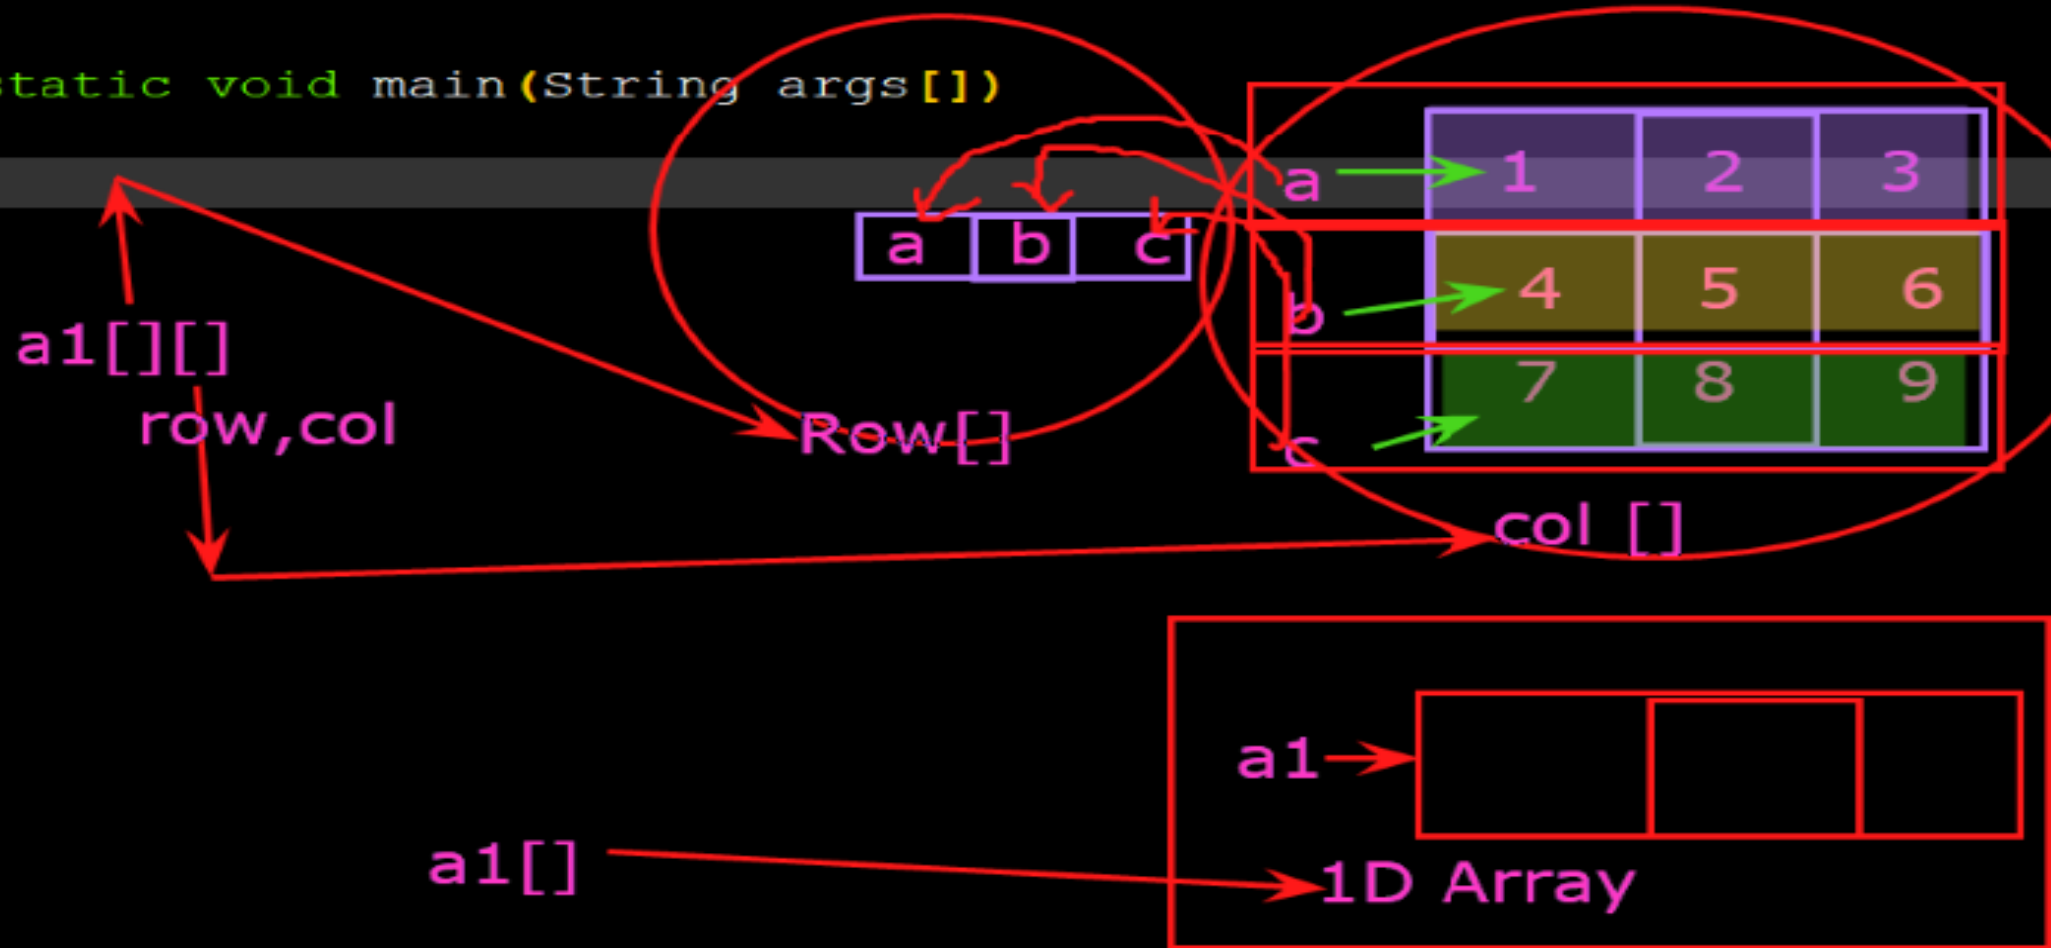 static void main(String args[])
a 1 2 3
a b c
b 4 5 6
a1[][]
7 8 9
row,col
Row[]
c
col []
a1
a1[]
1D Array